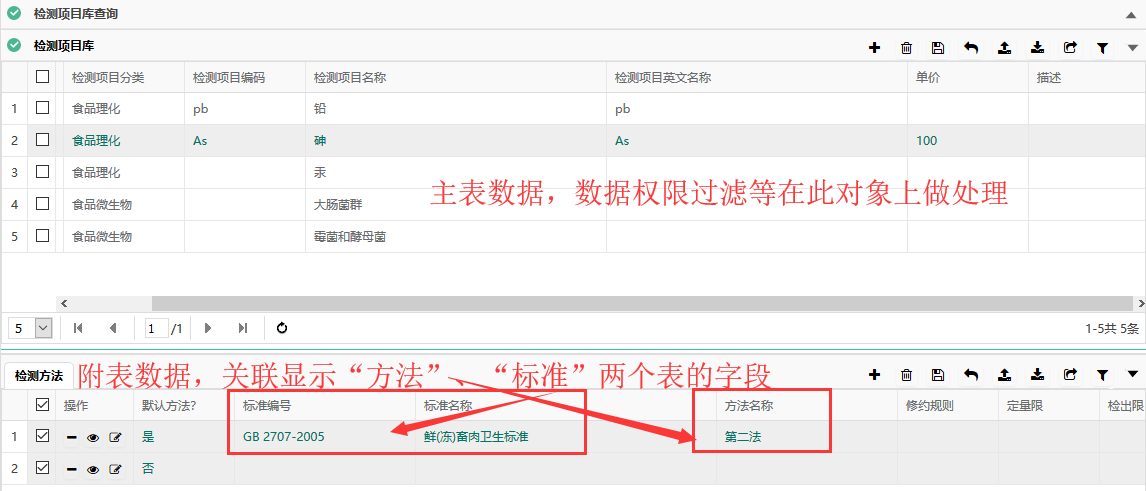 检测项目库查询
检测项目库
检测项目分类 检测项目编码 检测项目名称 检测项目英文名称 单价 描述
1 食品理化 pb 铅 pb
2 食品理化 As 砷 As 100
3 食品理化 汞
4 食品微生物 大肠菌群
5 食品微生物 霉菌和酵母菌
主表数据，数据权限过滤等在此对象上做处理
5 1 /1 1-5共 5条
检测方法
附表数据，关联显示“方法”、“标准”两个表的字段
操作 默认方法? 标准编号 标准名称 方法名称 修约规则 定量限 检出限
1 是 GB 2707-2005 鲜(冻)畜肉卫生标准 第二法
2 否